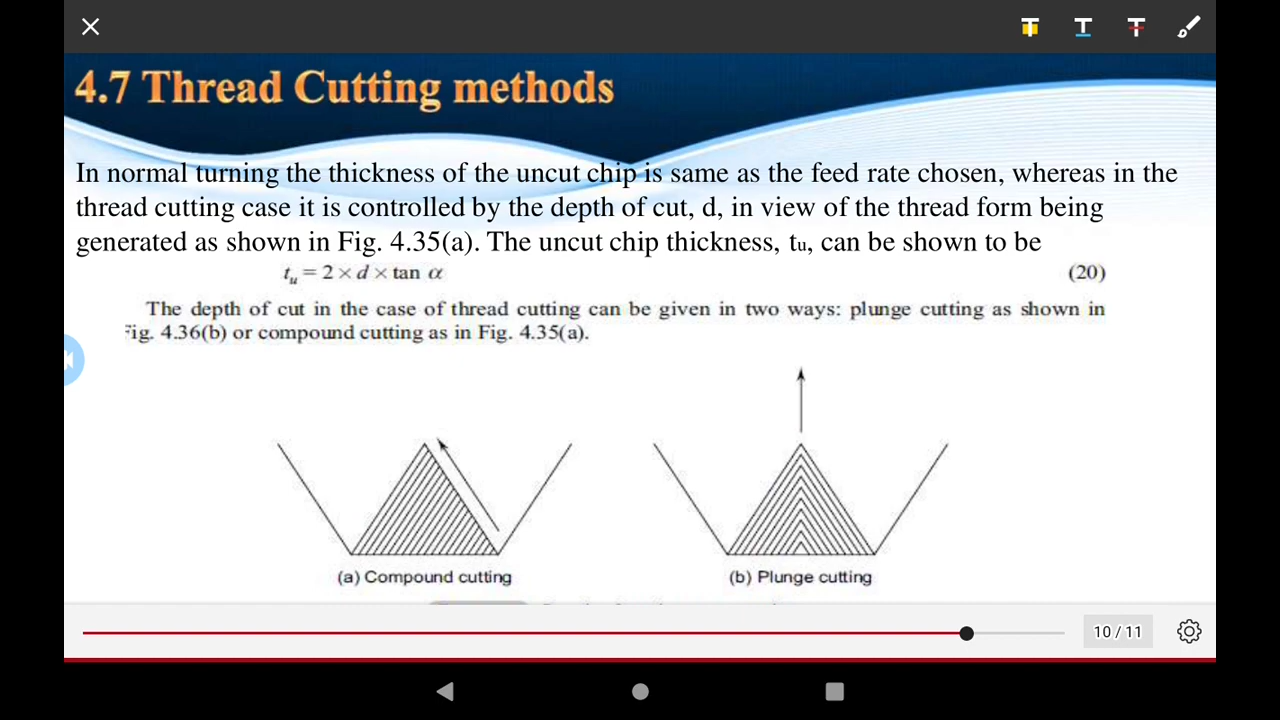 4.7 Thread Cutting methods
In normal turning the thickness of the uncut chip is same as the feed rate chosen, whereas in the
thread cutting case it is controlled by the depth of cut, d, in view of the thread form being
generated as shown in Fig. 4.35(a). The uncut chip thickness, tu, can be shown to be
tu = 2 × d × tan α (20)
The depth of cut in the case of thread cutting can be given in two ways: plunge cutting as shown in
Fig. 4.36(b) or compound cutting as in Fig. 4.35(a).
(a) Compound cutting
(b) Plunge cutting
10 / 11